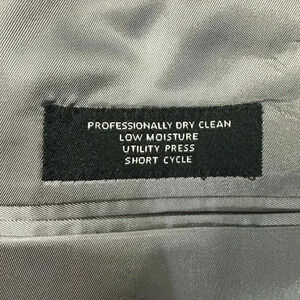 PROFESSIONALLY DRY CLEAN
LOW MOISTURE
UTILITY PRESS
SHORT CYCLE